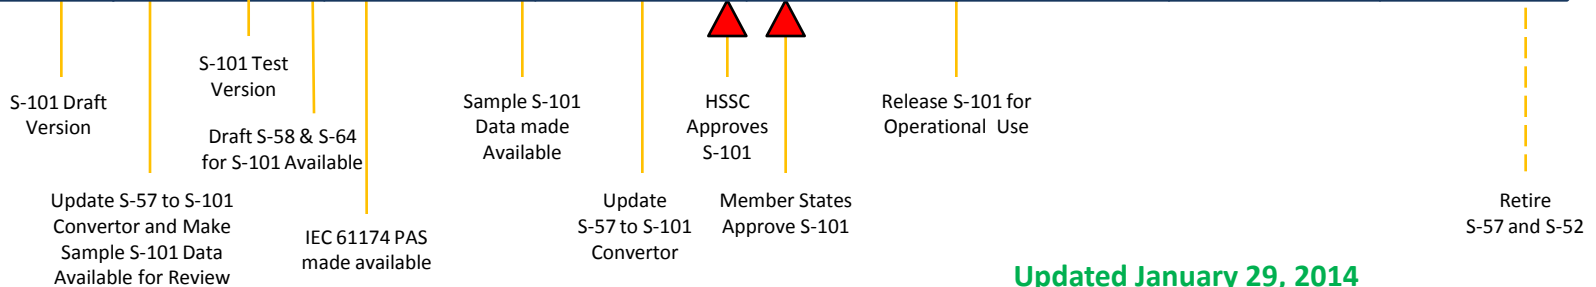 S-101 Draft
Version
Update S-57 to S-101
Convertor and Make
Sample S-101 Data
Available for Review
S-101 Test
Version
Draft S-58 & S-64
for S-101 Available
IEC 61174 PAS
made available
Sample S-101
Data made
Available
Update
S-57 to S-101
Convertor
HSSC
Approves
S-101
Member States
Approve S-101
Release S-101 for
Operational Use
Retire
S-57 and S-52
Updated January 29, 2014